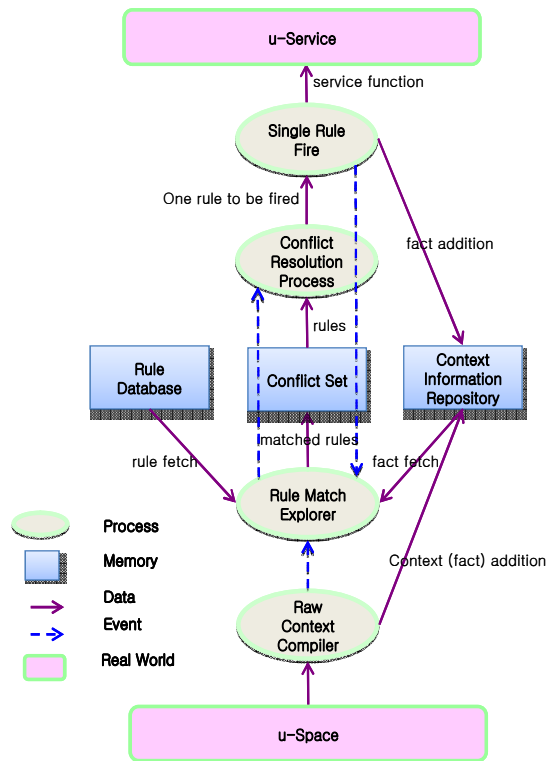 u-Service
service function
Single Rule
Fire
One rule to be fired
fact addition
Conflict
Resolution
Process
rules
Rule
Database
Conflict Set
Context
Information
Repository
matched rules
rule fetch
fact fetch
Rule Match
Explorer
Process
Memory
Context (fact) addition
Data
Raw
Context
Compiler
Event
Real World
u-Space